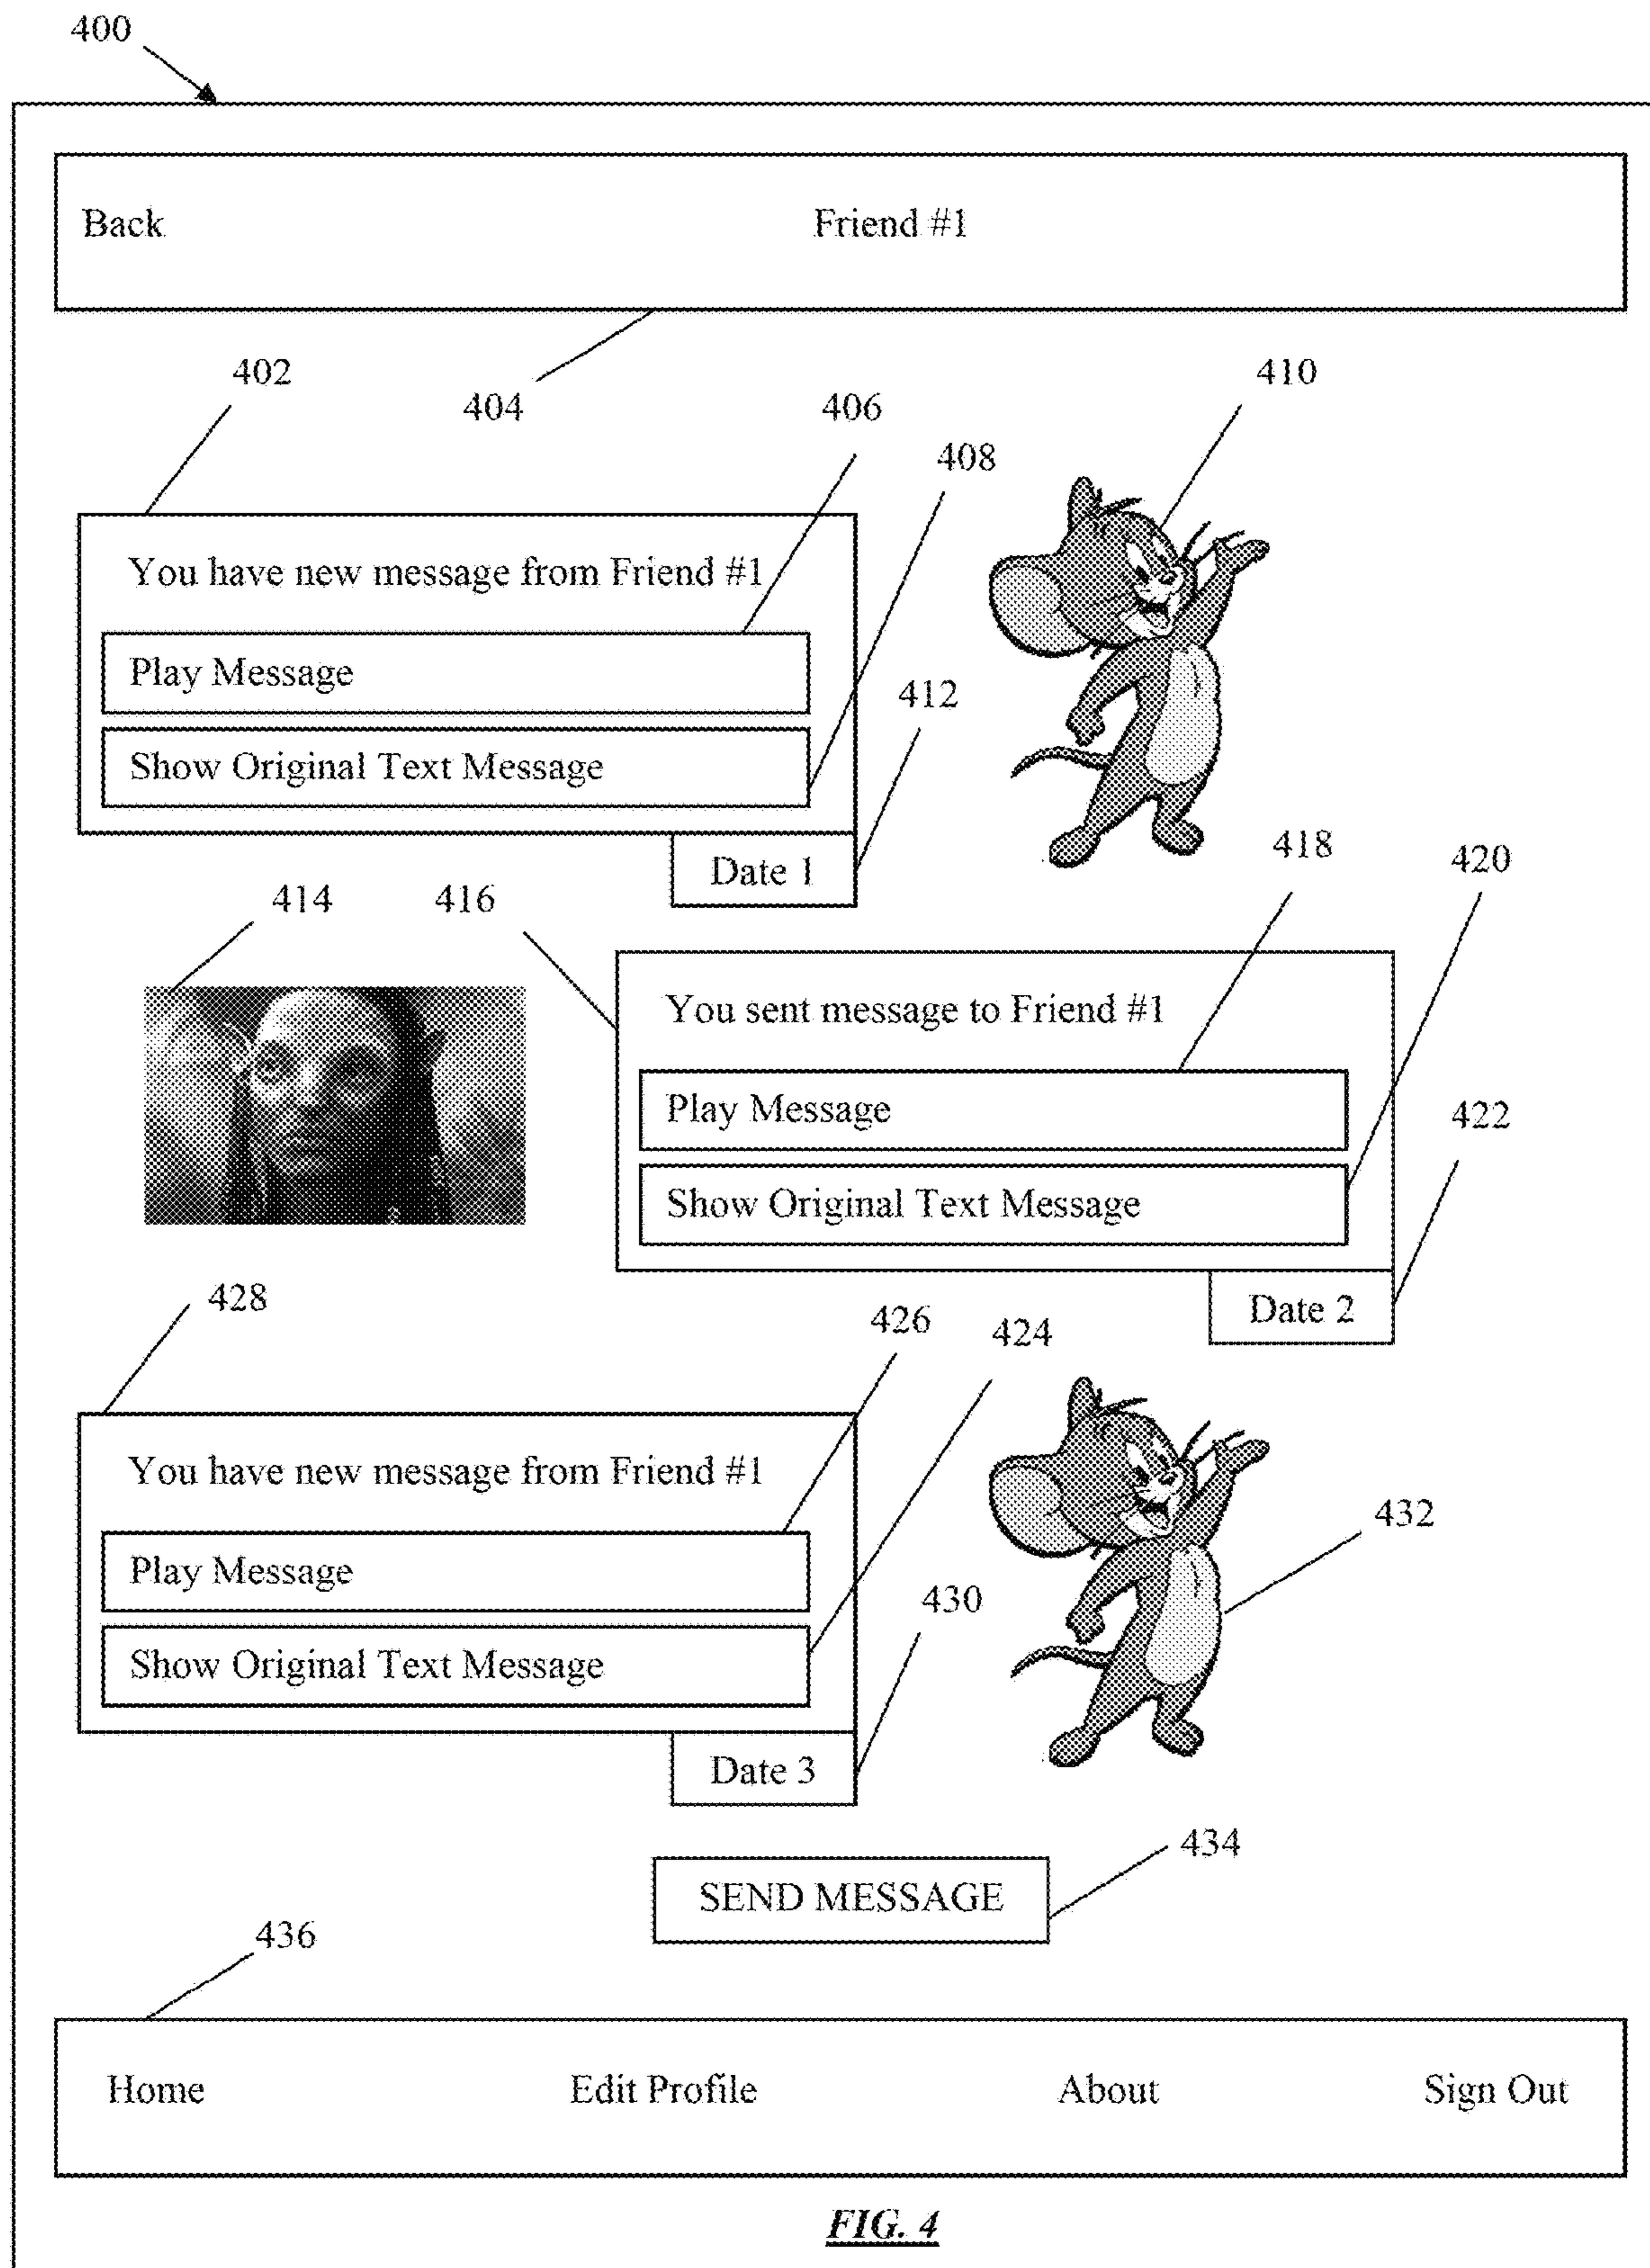 400
Back Friend #1
402
404
406
408
410
You have new message from Friend #1
Play Message
Show Original Text Message
412
Date 1
414
416
418
420
You sent message to Friend #1
Play Message
Show Original Text Message
422
Date 2
428
426
424
You have new message from Friend #1
Play Message
Show Original Text Message
432
430
Date 3
434
SEND MESSAGE
436
Home Edit Profile About Sign Out
FIG. 4